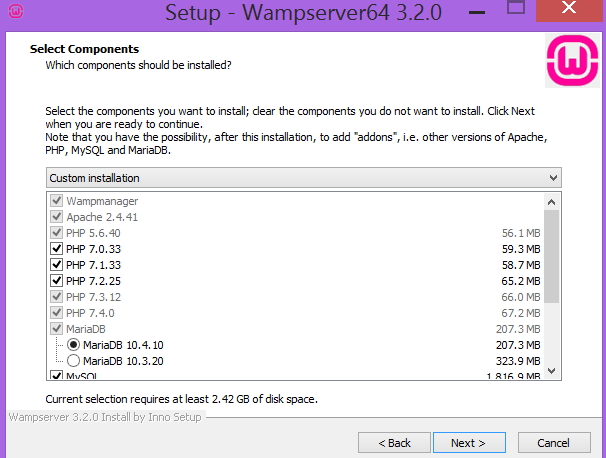 Setup - Wampserver64 3.2.0
Select Components
Which components should be installed?
Select the components you want to install; clear the components you do not want to install. Click Next
when you are ready to continue.
Note that you have the possibility, after this installation, to add "addons", i.e. other versions of Apache,
PHP, MySQL and MariaDB.
Custom installation
Wampmanager
Apache 2.4.41
PHP 5.6.40 56.1 MB
PHP 7.0.33 59.3 MB
PHP 7.1.33 58.7 MB
PHP 7.2.25 65.2 MB
PHP 7.3.12 66.0 MB
PHP 7.4.0 67.2 MB
MariaDB 207.3 MB
MariaDB 10.4.10 207.3 MB
MariaDB 10.3.20 323.9 MB
MySQL 1 816.9 MB
Current selection requires at least 2.42 GB of disk space.
Wampserver 3.2.0 Install by Inno Setup
< Back Next > Cancel